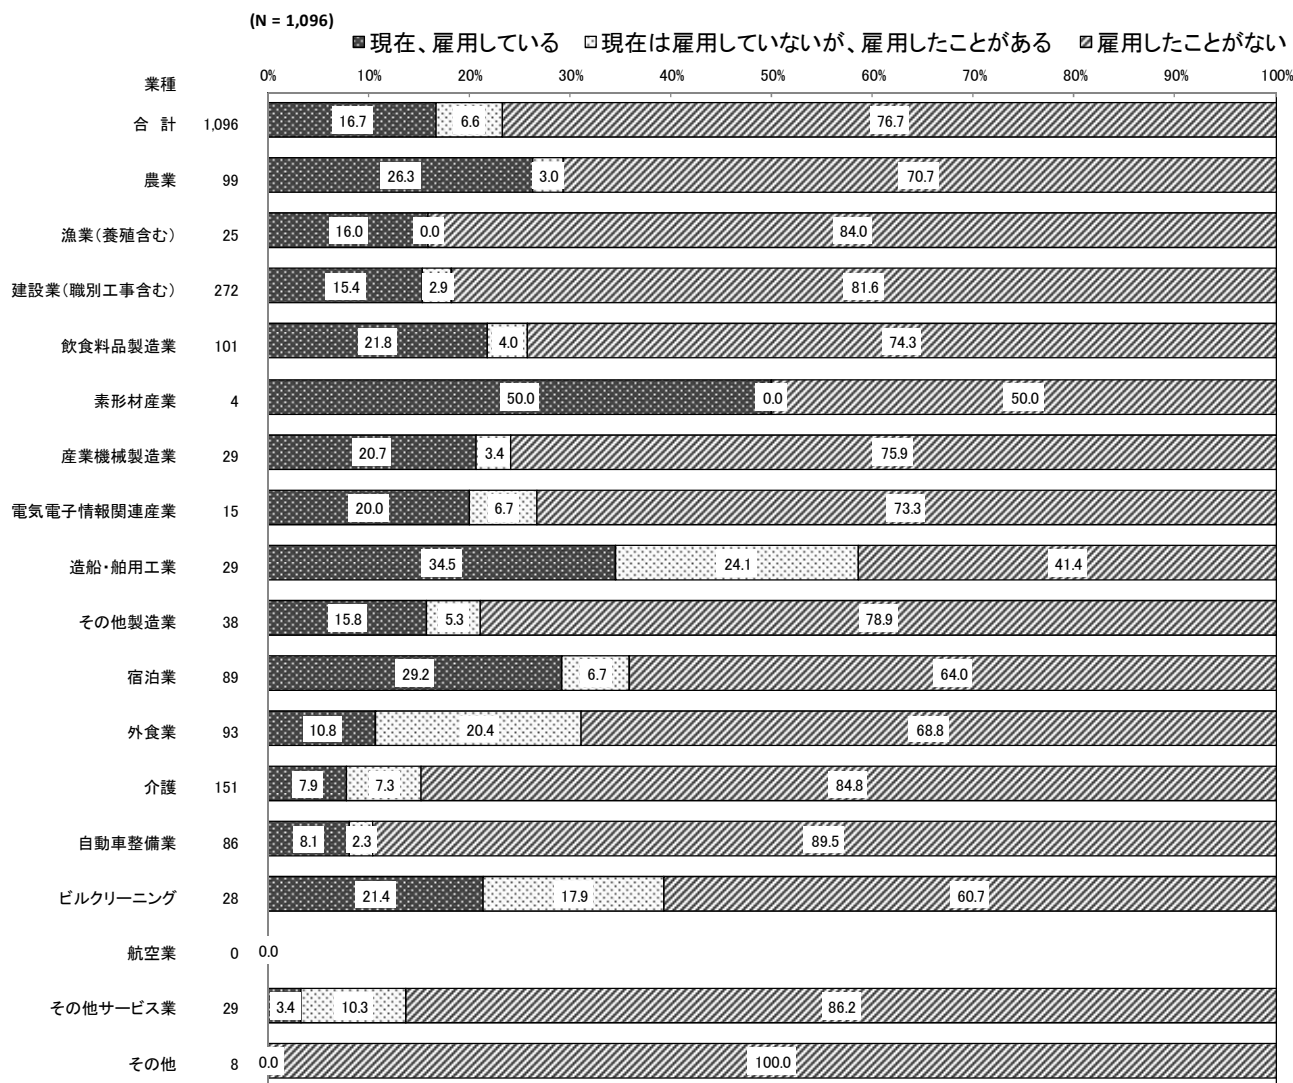 (N = 1,096)
現在、雇用している 現在は雇用していないが、雇用したことがある 雇用したことがない
0% 10% 20% 30% 40% 50% 60% 70% 80% 90% 100%
業種
合 計 1,096 16.7 6.6 76.7
農業 99 26.3 3.0 70.7
漁業(養殖含む) 25 16.0 0.0 84.0
建設業(職別工事含む) 272 15.4 2.9 81.6
飲食料品製造業 101 21.8 4.0 74.3
素形材産業 4 50.0 0.0 50.0
産業機械製造業 29 20.7 3.4 75.9
電気電子情報関連産業 15 20.0 6.7 73.3
造船・舶用工業 29 34.5 24.1 41.4
その他製造業 38 15.8 5.3 78.9
宿泊業 89 29.2 6.7 64.0
外食業 93 10.8 20.4 68.8
介護 151 7.9 7.3 84.8
自動車整備業 86 8.1 2.3 89.5
ビルクリーニング 28 21.4 17.9 60.7
航空業 0 0.0
その他サービス業 29 3.4 10.3 86.2
その他 8 0.0 100.0